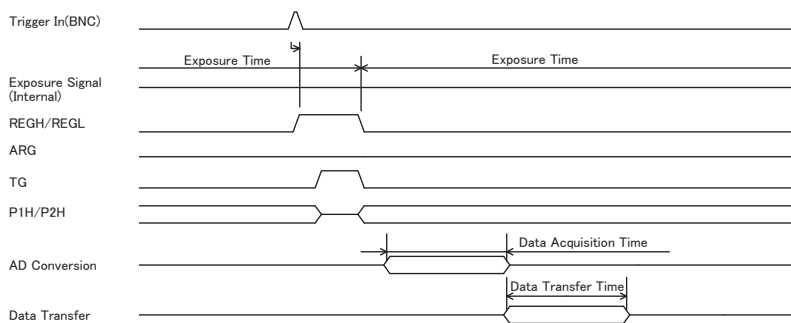 Trigger In(BNC)
Exposure Time
Exposure Time
Exposure Signal
(Internal)
REGH/REGL
ARG
TG
P1H/P2H
Data Acquisition Time
AD Conversion
Data Transfer Time
Data Transfer